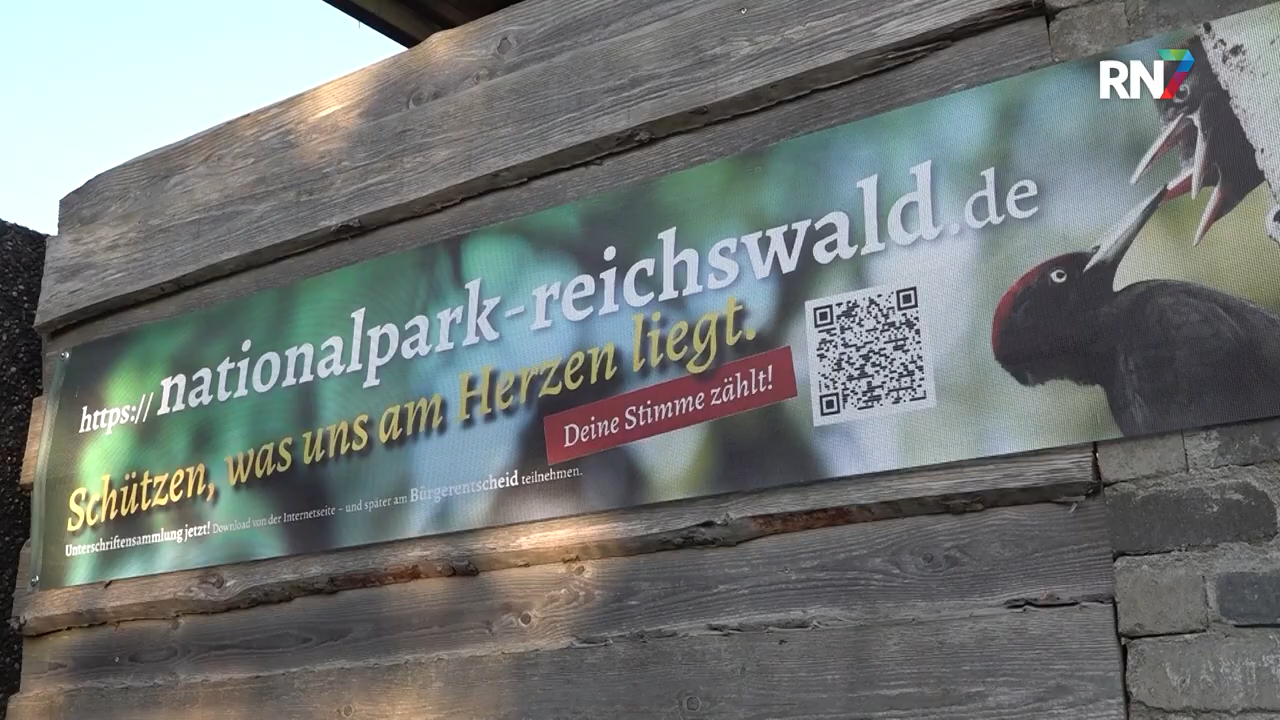 RN7
https://nationalpark-reichswald.de
Schützen, was uns am Herzen liegt.
Deine Stimme zählt!
Unterschriftensammlung jetzt! Download von der Internetseite – und später am Bürgerentscheid teilnehmen.